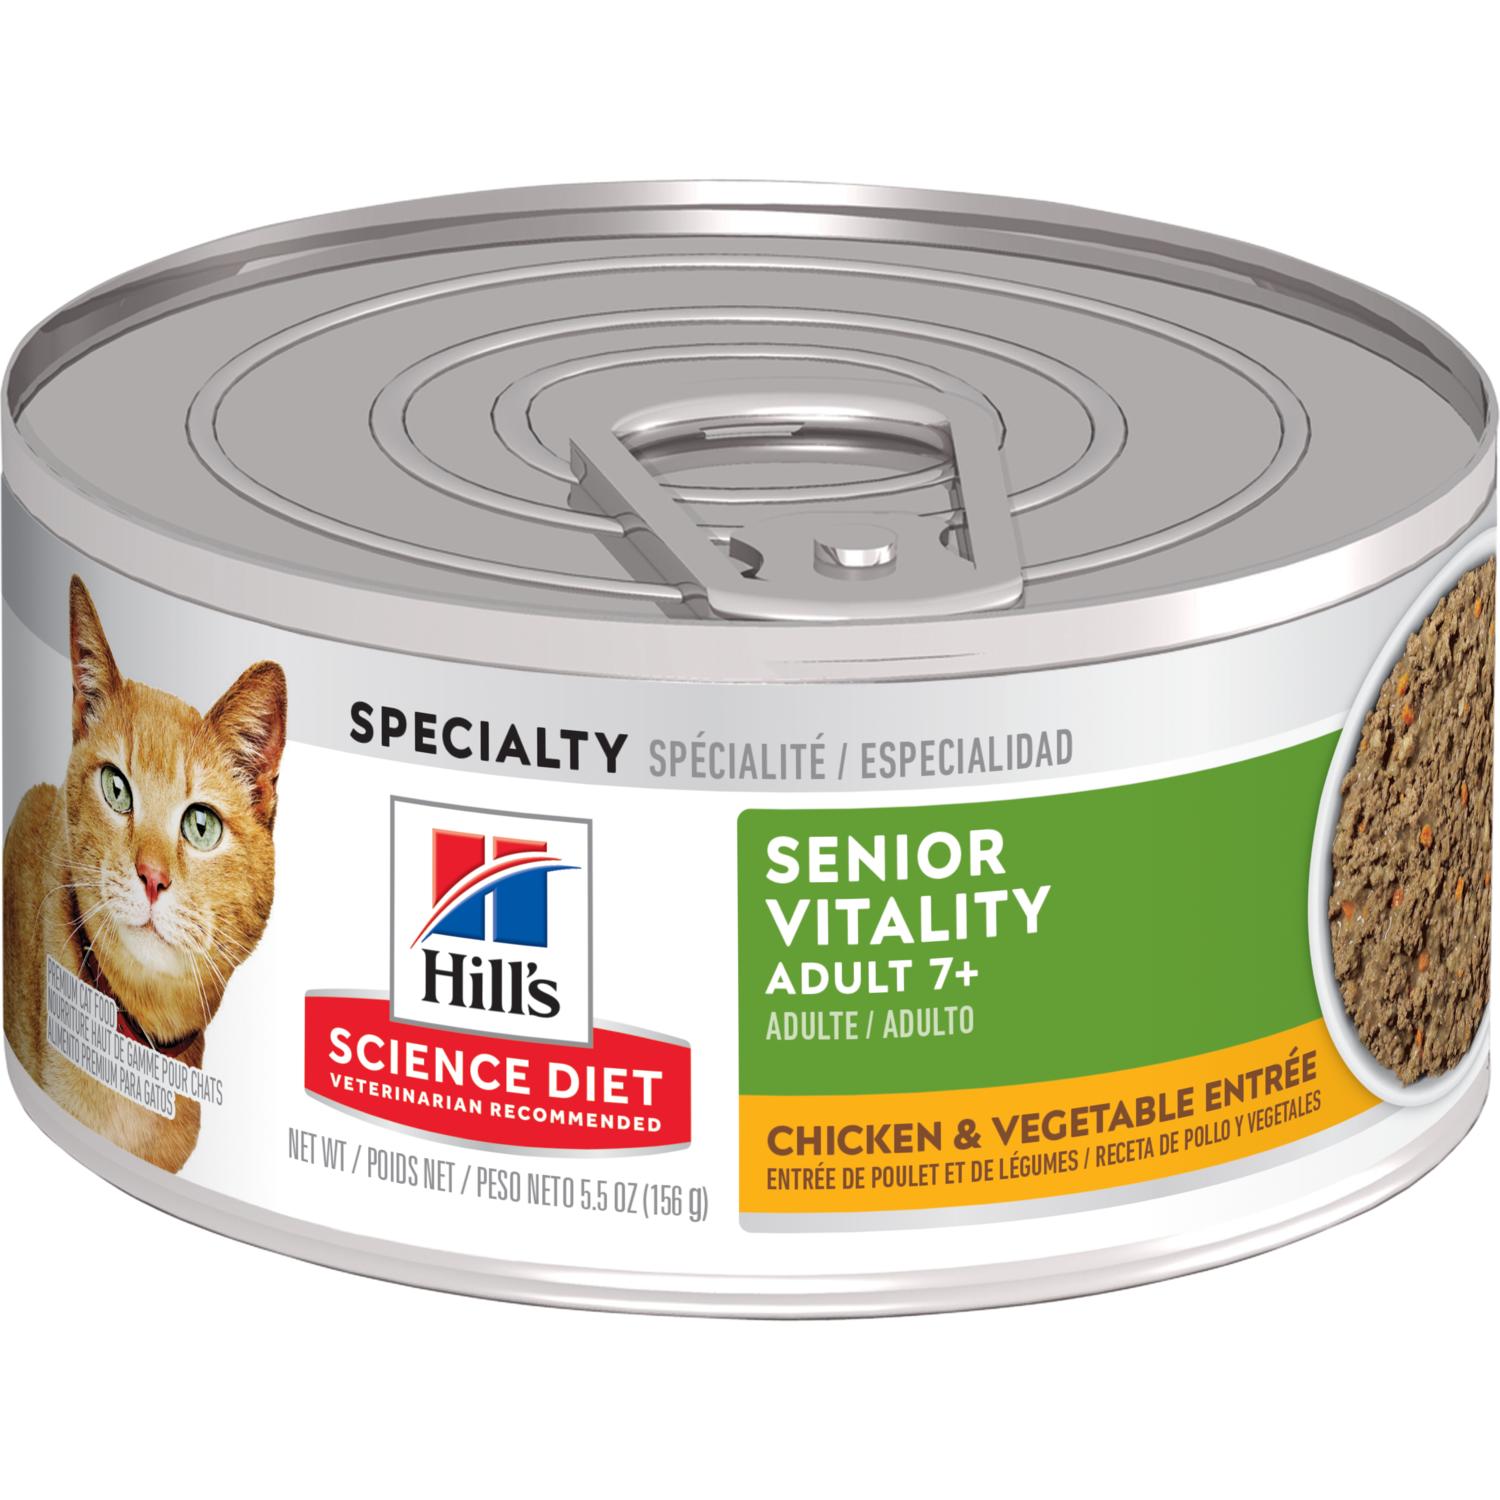 SPECIALTY SPÉCIALITÉ / ESPECIALIDAD
Hill's
SCIENCE DIET
VETERINARIAN RECOMMENDED
PREMIUM CAT FOOD
NOURRITURE HAUT DE GAMME POUR CHATS
ALIMENTO PREMIUM PARA GATOS
NET WT / POIDS NET / PESO NETO 5.5 OZ (156 g)
SENIOR
VITALITY
ADULT 7+
ADULTE / ADULTO
CHICKEN & VEGETABLE ENTRÉE
ENTRÉE DE POULET ET DE LÉGUMES / RECETA DE POLLO Y VEGETALES